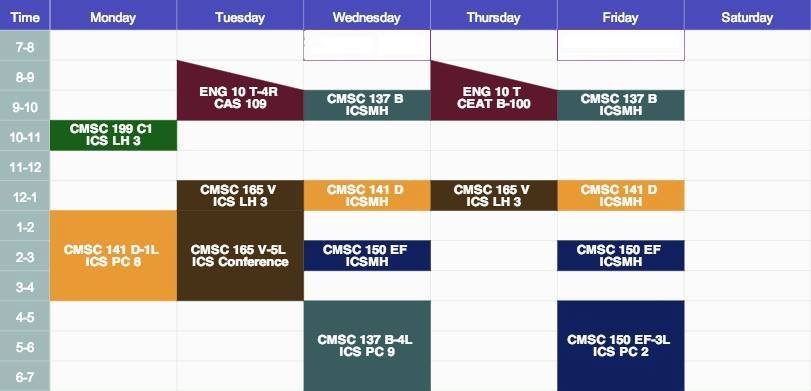 Time Monday Tuesday Wednesday Thursday Friday Saturday
7-8
8-9
ENG 10 T-4R
CAS 109
ENG 10 T
CEAT B-100
9-10
CMSC 137 B
ICSMH
CMSC 137 B
ICSMH
10-11
CMSC 199 C1
ICS LH 3
11-12
12-1
CMSC 165 V
ICS LH 3
CMSC 141 D
ICSMH
CMSC 165 V
ICS LH 3
CMSC 141 D
ICSMH
1-2
2-3
CMSC 141 D-1L
ICS PC 8
CMSC 165 V-5L
ICS Conference
CMSC 150 EF
ICSMH
CMSC 150 EF
ICSMH
3-4
4-5
5-6
CMSC 137 B-4L
ICS PC 9
CMSC 150 EF-3L
ICS PC 2
6-7